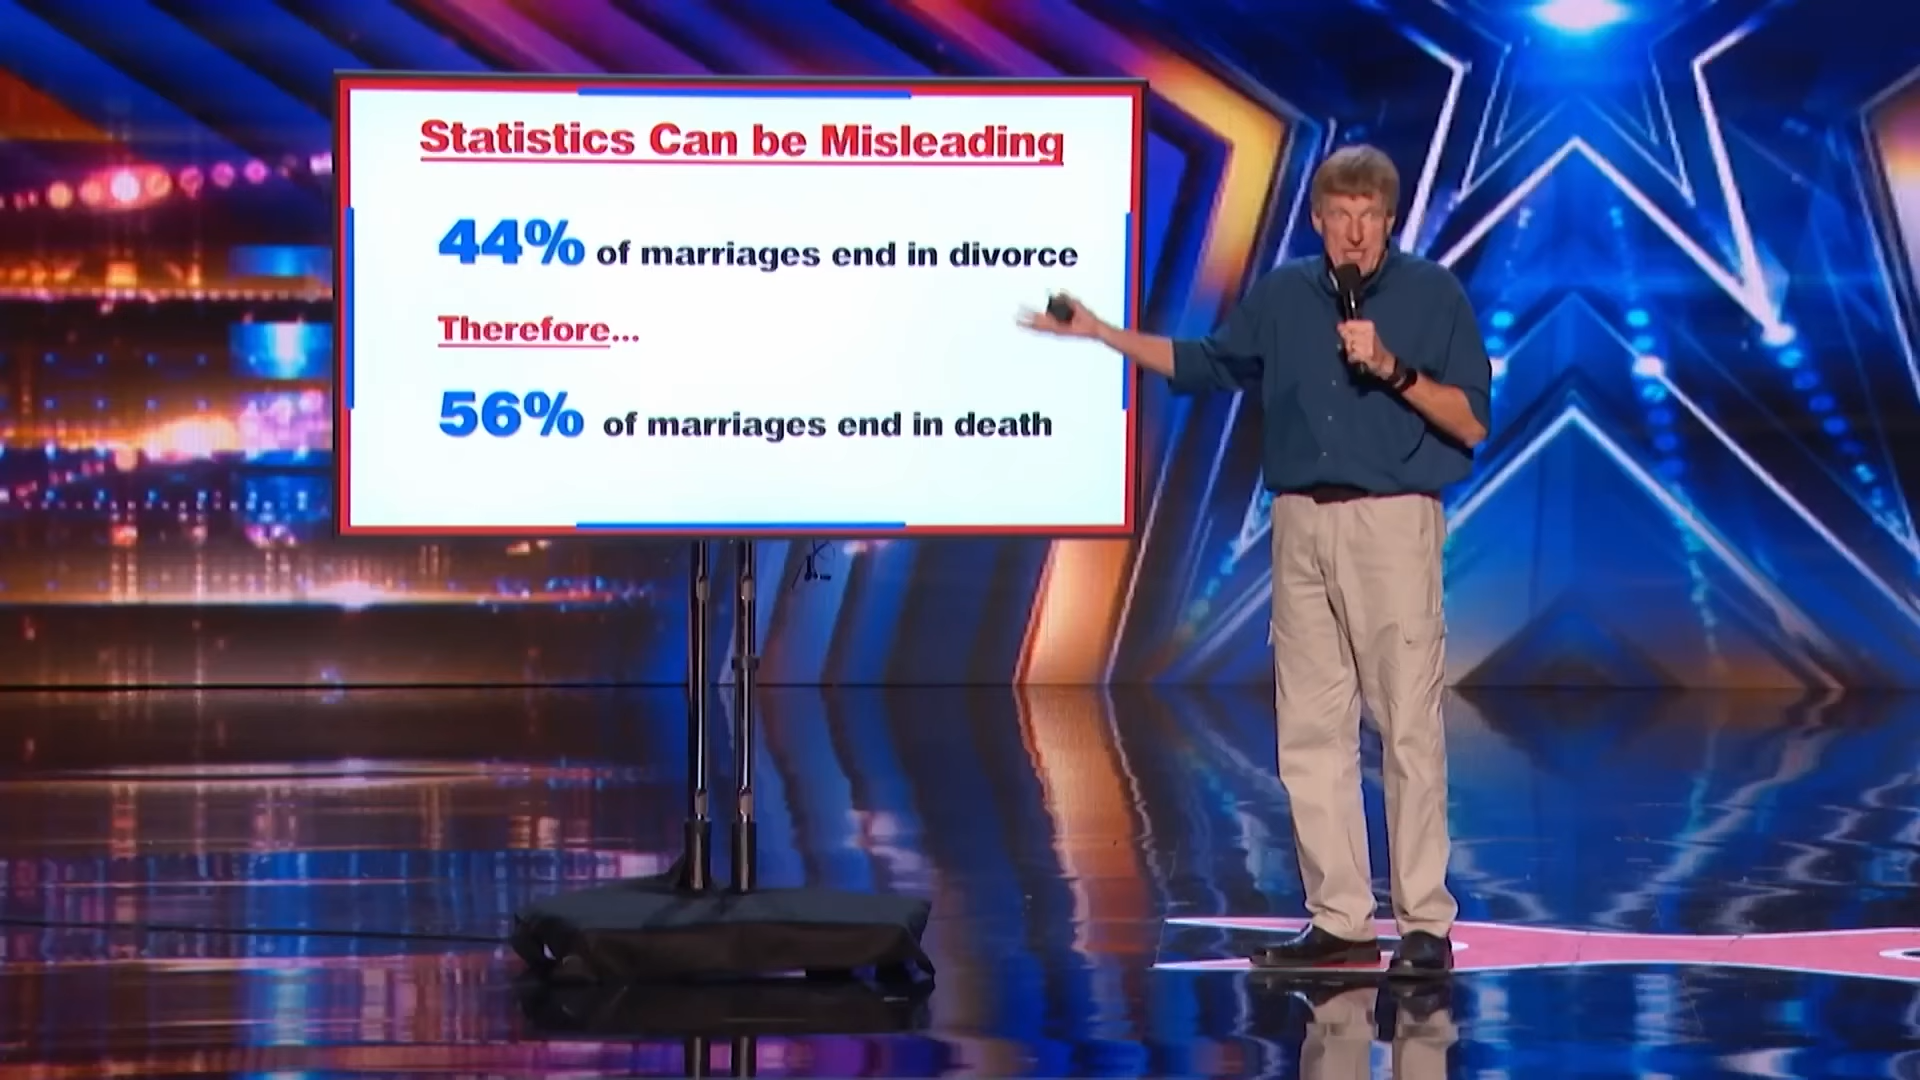 Statistics Can be Misleading
44% of marriages end in divorce
Therefore...
56% of marriages end in death